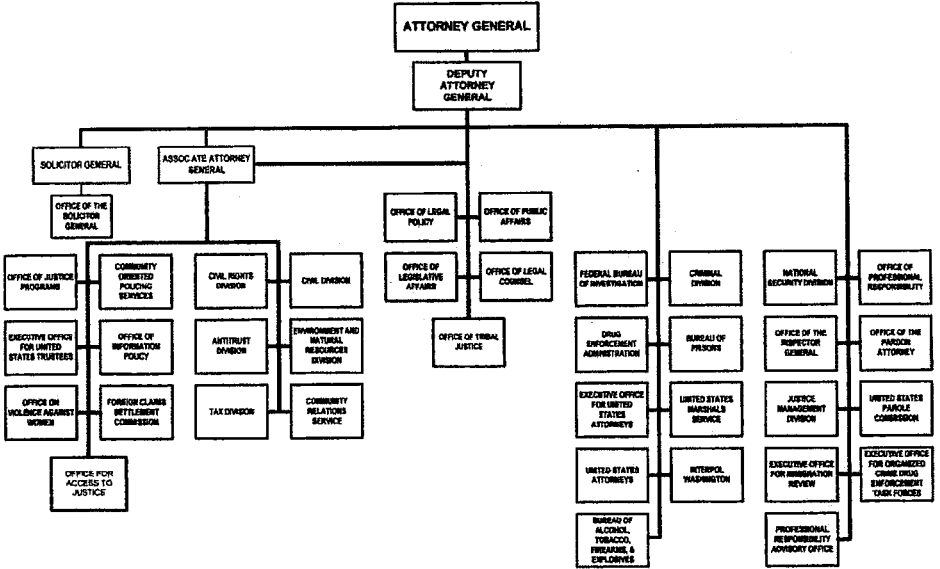 ATTORNEY GENERAL
DEPUTY
ATTORNEY
GENERAL
SOLICITOR GENERAL
ASSOCIATE ATTORNEY
GENERAL
OFFICE OF THE
SOLICITOR
GENERAL
OFFICE OF LEGAL
POLICY
OFFICE OF PUBLIC
AFFAIRS
OFFICE OF
LEGISLATIVE
AFFAIRS
OFFICE OF LEGAL
COUNSEL
OFFICE OF TRIBAL
JUSTICE
OFFICE OF JUSTICE
PROGRAMS
COMMUNITY
ORIENTED
POLICING
SERVICES
EXECUTIVE OFFICE
FOR UNITED
STATES TRUSTEES
OFFICE OF
INFORMATION
POLICY
OFFICE ON
VIOLENCE AGAINST
WOMEN
FOREIGN CLAIMS
SETTLEMENT
COMMISSION
OFFICE FOR
ACCESS TO
JUSTICE
CIVIL RIGHTS
DIVISION
CIVIL DIVISION
ANTITRUST
DIVISION
ENVIRONMENT AND
NATURAL
RESOURCES
DIVISION
TAX DIVISION
COMMUNITY
RELATIONS
SERVICE
FEDERAL BUREAU
OF INVESTIGATION
CRIMINAL
DIVISION
DRUG
ENFORCEMENT
ADMINISTRATION
BUREAU OF
PRISONS
EXECUTIVE OFFICE
FOR UNITED
STATES
ATTORNEYS
UNITED STATES
MARSHALS
SERVICE
UNITED STATES
ATTORNEYS
INTERPOL
WASHINGTON
BUREAU OF
ALCOHOL,
TOBACCO,
FIREARMS, &
EXPLOSIVES
NATIONAL
SECURITY DIVISION
OFFICE OF
PROFESSIONAL
RESPONSIBILITY
OFFICE OF THE
INSPECTOR
GENERAL
OFFICE OF THE
PARDON
ATTORNEY
JUSTICE
MANAGEMENT
DIVISION
UNITED STATES
PAROLE
COMMISSION
EXECUTIVE OFFICE
FOR IMMIGRATION
REVIEW
EXECUTIVE OFFICE
FOR ORGANIZED
CRIME DRUG
ENFORCEMENT
TASK FORCES
PROFESSIONAL
RESPONSIBILITY
ADVISORY OFFICE